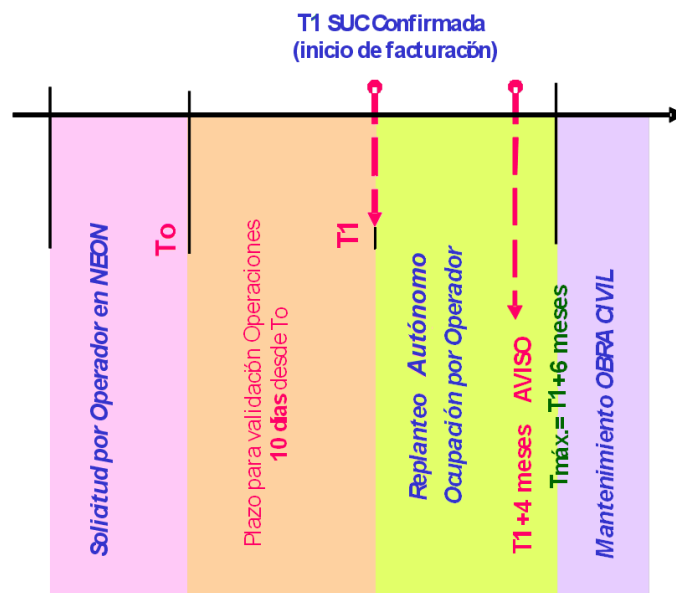 T1 SUC Confirmada
(inicio de facturacón)
Solicitud por Operador en NEON
To
Plazo para validación Operaciones
10 días desde To
T1
Replanteo Autónomo
Ocupación por Operador
T1+4 meses AVISO
Tmáx.= T1+6 meses
Mantenimiento OBRA CIVIL